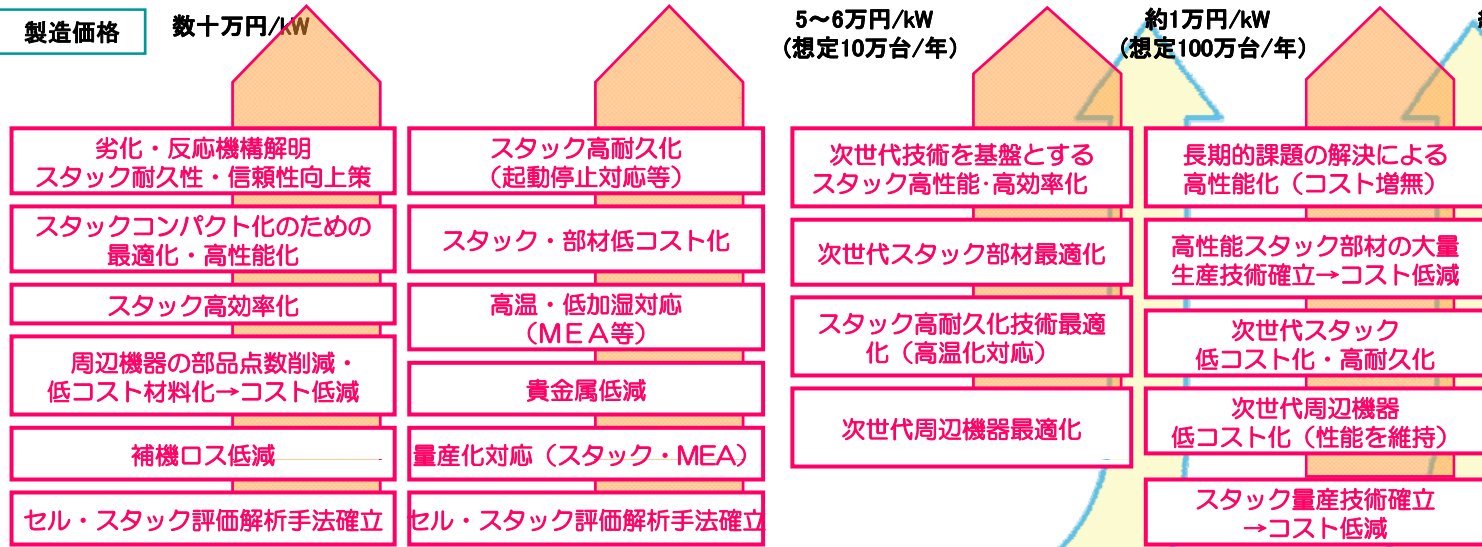 製造価格
数十万円/kW
5～6万円/kW
(想定10万台/年)
約1万円/kW
(想定100万台/年)
劣化・反応機構解明
スタック耐久性・信頼性向上策
スタックコンパクト化のための
最適化・高性能化
スタック高効率化
周辺機器の部品点数削減・
低コスト材料化→コスト低減
補機ロス低減
セル・スタック評価解析手法確立
スタック高耐久化
（起動停止対応等）
スタック・部材低コスト化
高温・低加湿対応
（ＭＥＡ等）
貴金属低減
量産化対応（スタック・MEA）
セル・スタック評価解析手法確立
次世代技術を基盤とする
スタック高性能・高効率化
次世代スタック部材最適化
スタック高耐久化技術最適
化（高温化対応）
次世代周辺機器最適化
長期的課題の解決による
高性能化（コスト増無）
高性能スタック部材の大量
生産技術確立→コスト低減
次世代スタック
低コスト化・高耐久化
次世代周辺機器
低コスト化（性能を維持）
スタック量産技術確立
→コスト低減